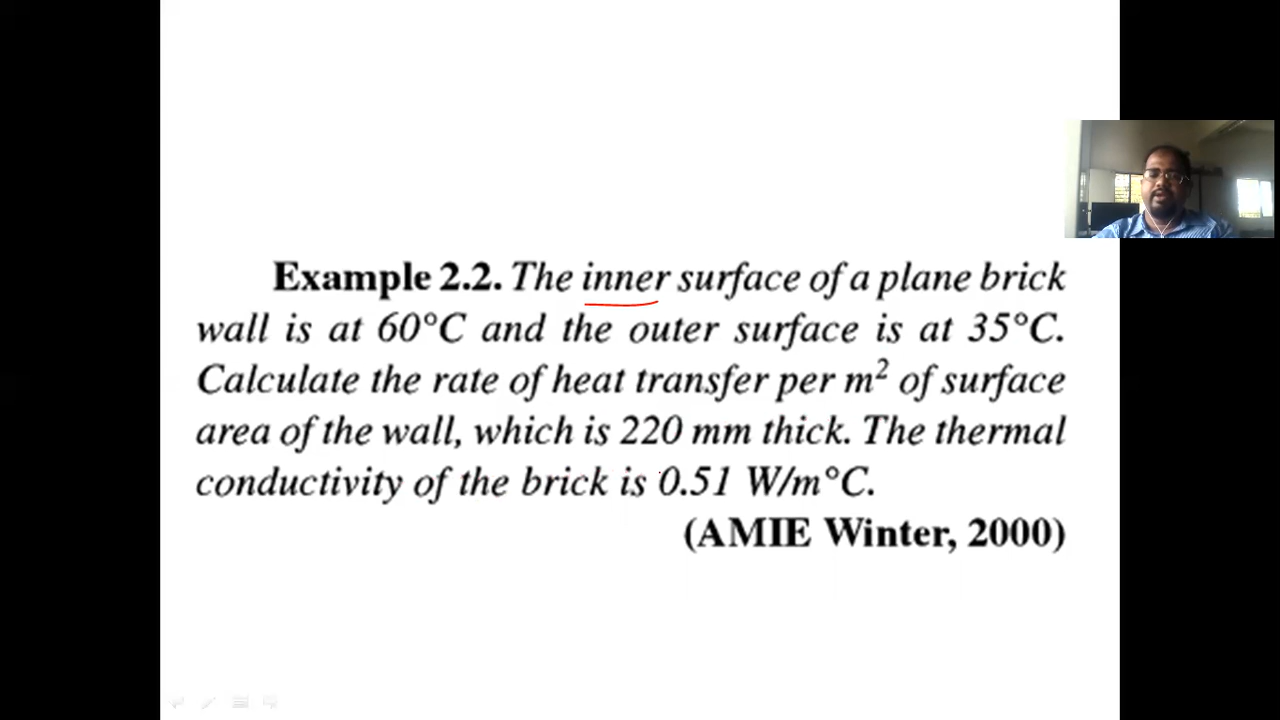 Example 2.2. The inner surface of a plane brick
wall is at 60°C and the outer surface is at 35°C.
Calculate the rate of heat transfer per m² of surface
area of the wall, which is 220 mm thick. The thermal
conductivity of the brick is 0.51 W/m°C.
(AMIE Winter, 2000)